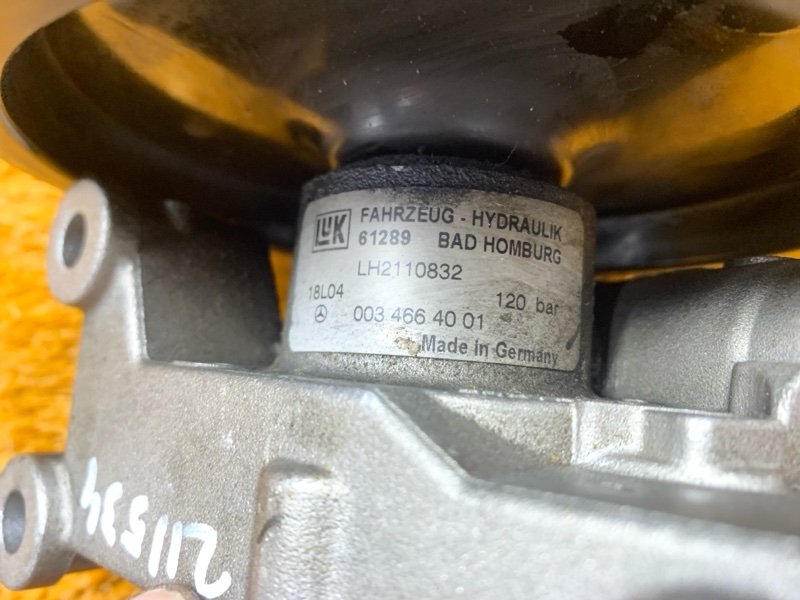 LUK FAHRZEUG - HYDRAULIK
61289 BAD HOMBURG
LH2110832
18L04 120 bar
003 466 40 01
Made in Germany
211534